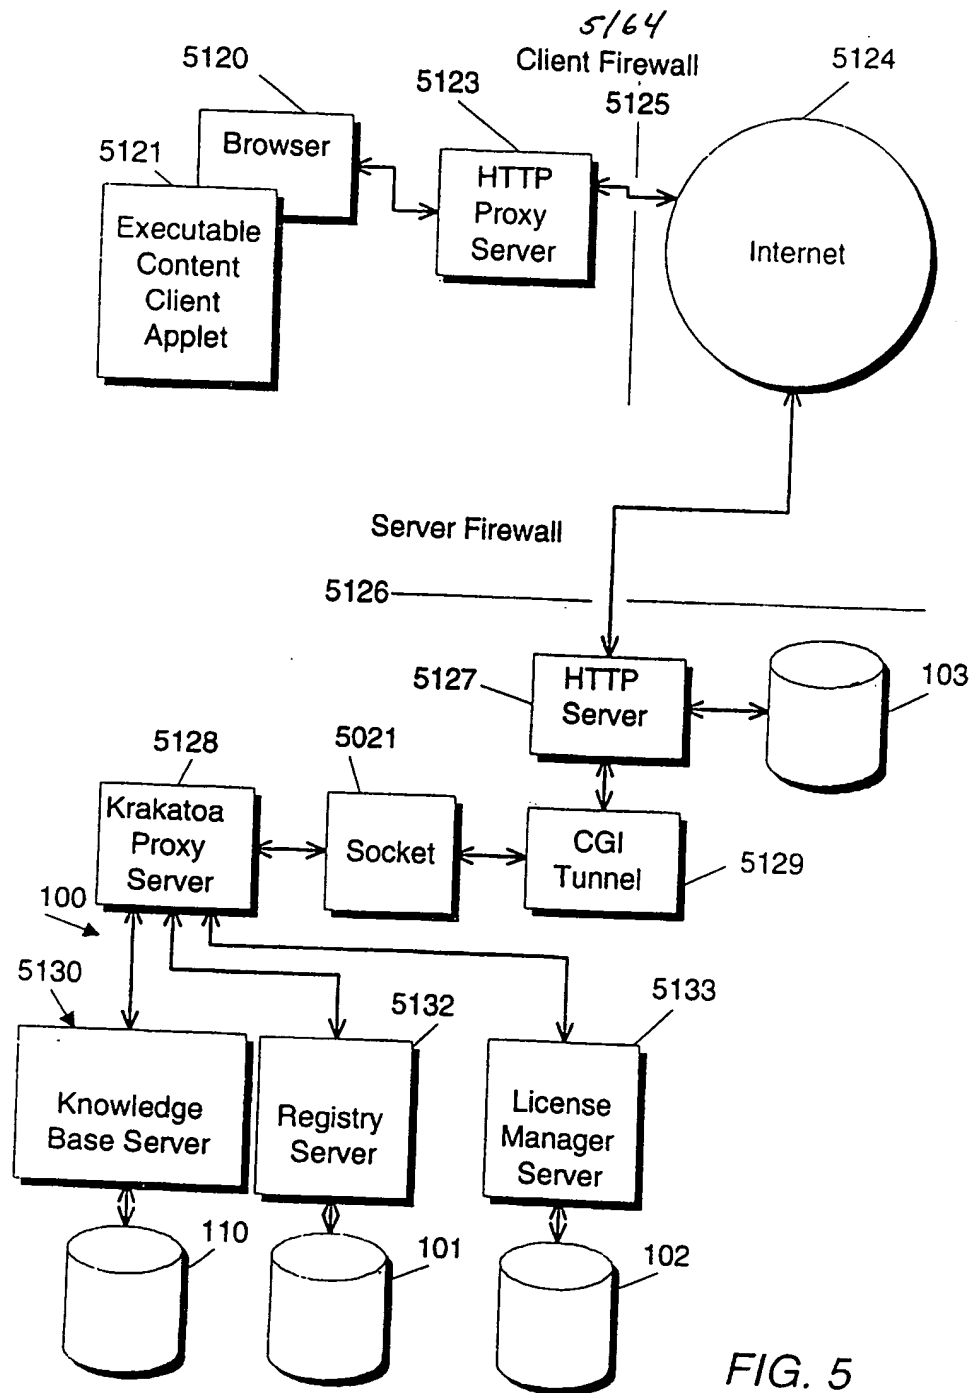 5/64
Client Firewall
5120
5123
5125
5124
5121
Browser
HTTP
Proxy
Server
Internet
Executable
Content
Client
Applet
Server Firewall
5126
5127
HTTP
Server
103
5128
5021
Krakatoa
Proxy
Server
Socket
CGI
Tunnel
5129
100
5130
5132
5133
Knowledge
Base Server
Registry
Server
License
Manager
Server
110
101
102
FIG. 5